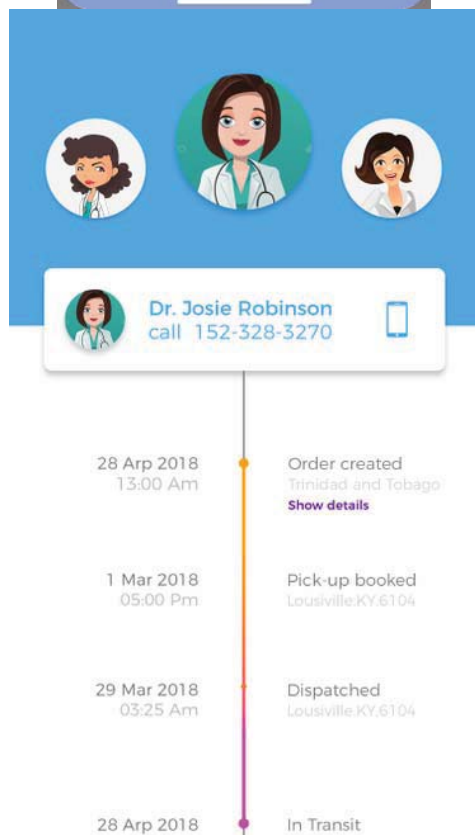 Dr. Josie Robinson
call 152-328-3270
28 Arp 2018
13:00 Am
Order created
Trinidad and Tobago
Show details
1 Mar 2018
05:00 Pm
Pick-up booked
Lousiville.KY,6104
29 Mar 2018
03:25 Am
Dispatched
Lousiville.KY,6104
28 Arp 2018
In Transit